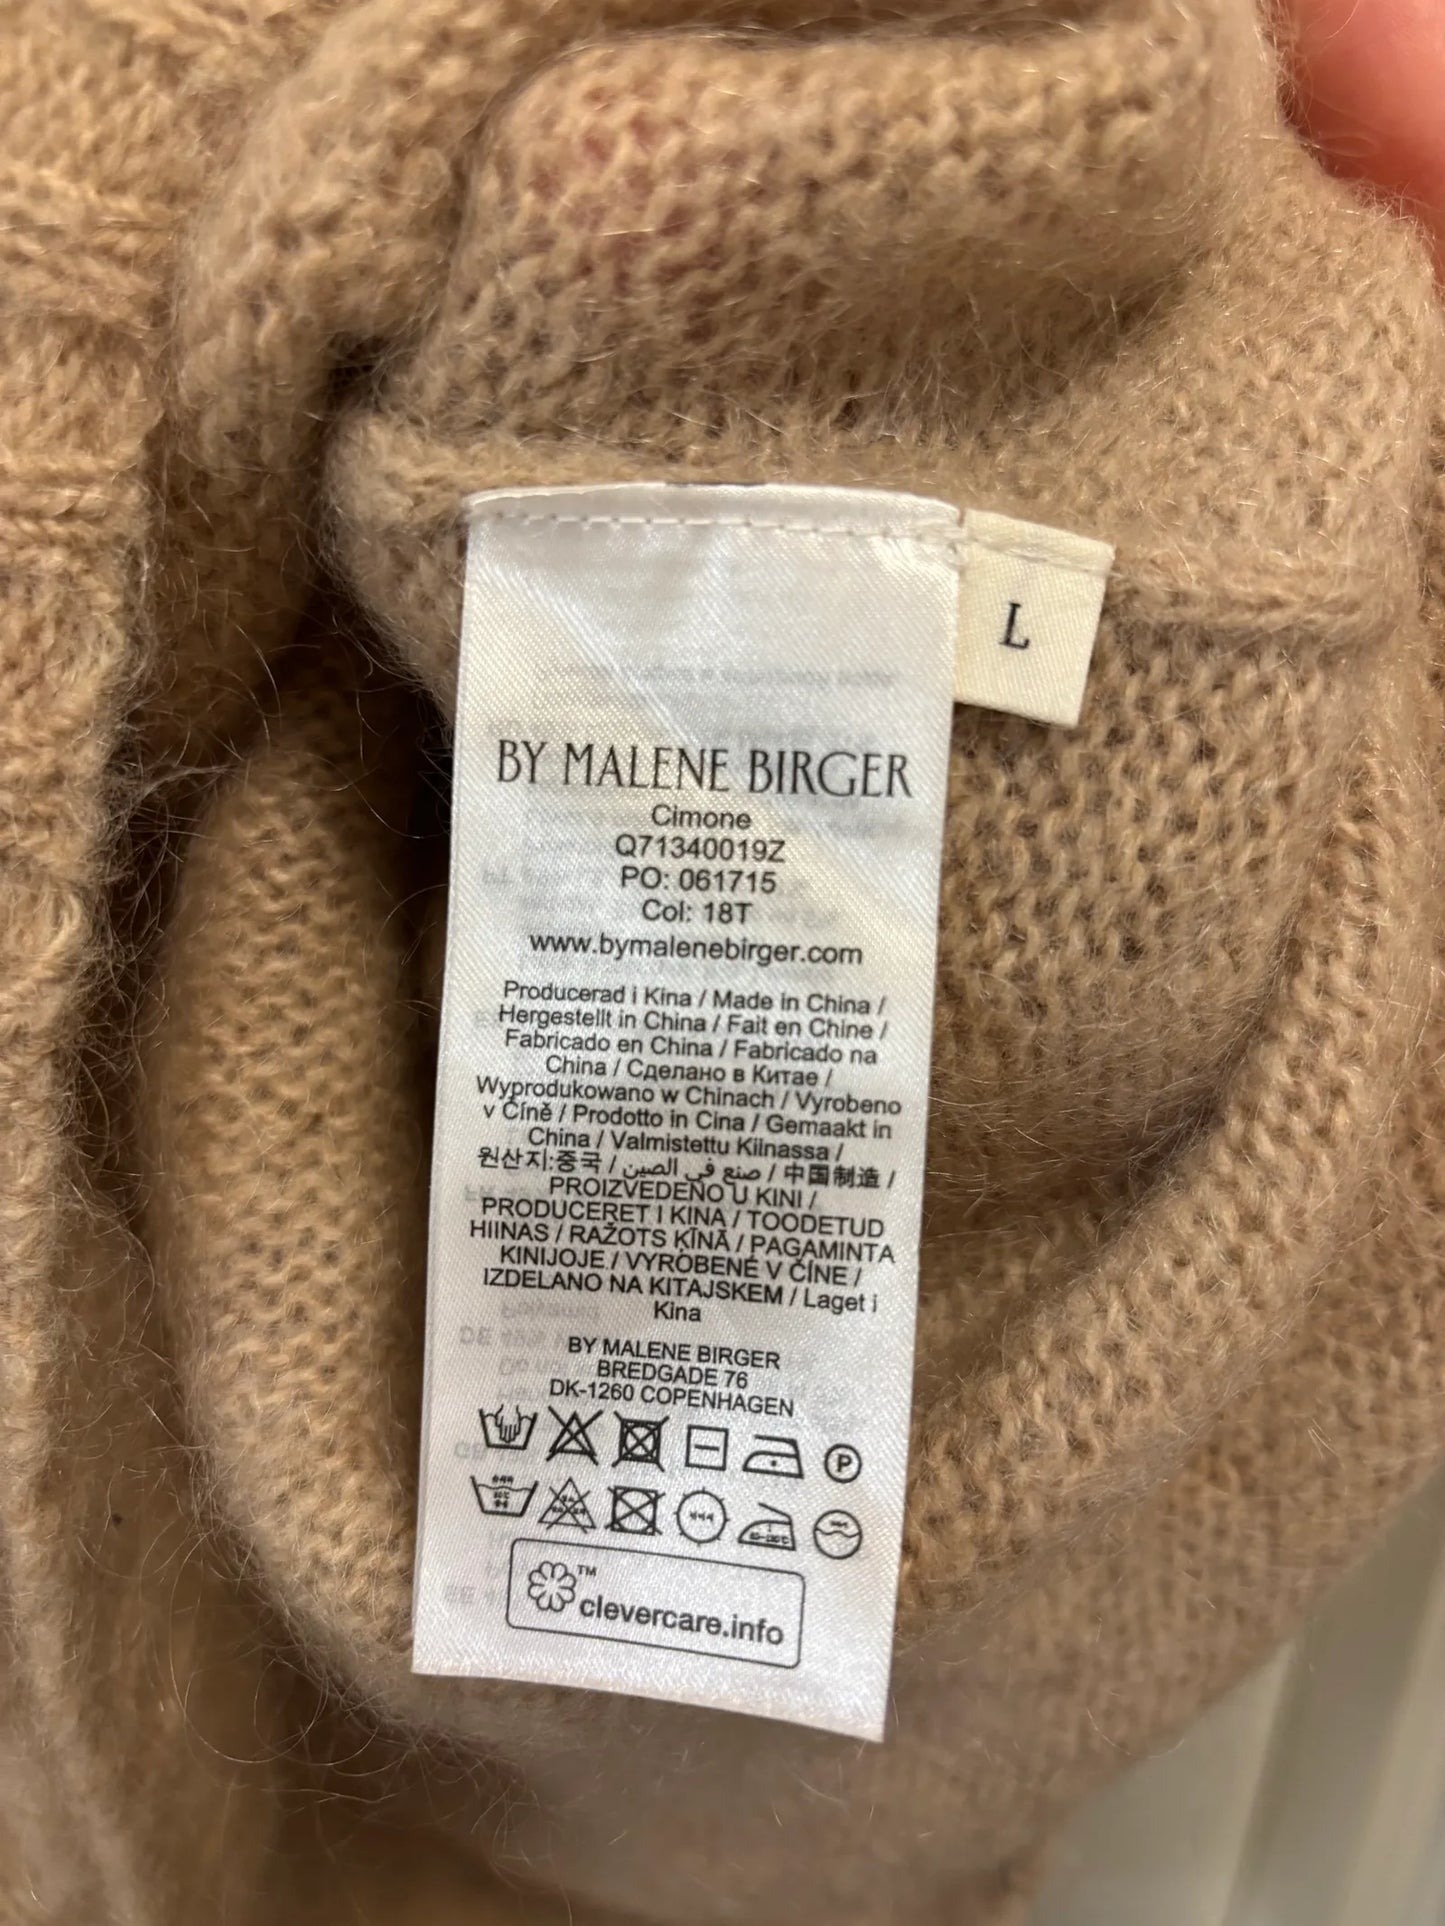 L
BY MALENE BIRGER
Cimone
Q71340019Z
PO: 061715
Col: 18T
www.bymalenebirger.com
Producerad i Kina / Made in China /
Hergestellt in China / Fait en Chine /
Fabricado en China / Fabricado na
China / Сделано в Китае /
Wyprodukowano w Chinach / Vyrobeno
v Číně / Prodotto in Cina / Gemaakt in
China / Valmistettu Kiinassa /
원산지:중국 / صنع في الصين / 中国制造 /
PROIZVEDENO U KINI /
PRODUCERET I KINA / TOODETUD
HIINAS / RAŽOTS ĶĪNĀ / PAGAMINTA
KINIJOJE / VYROBENÉ V ČÍNE /
IZDELANO NA KITAJSKEM / Laget i
Kina
BY MALENE BIRGER
BREDGADE 76
DK-1260 COPENHAGEN
P
™
clevercare.info